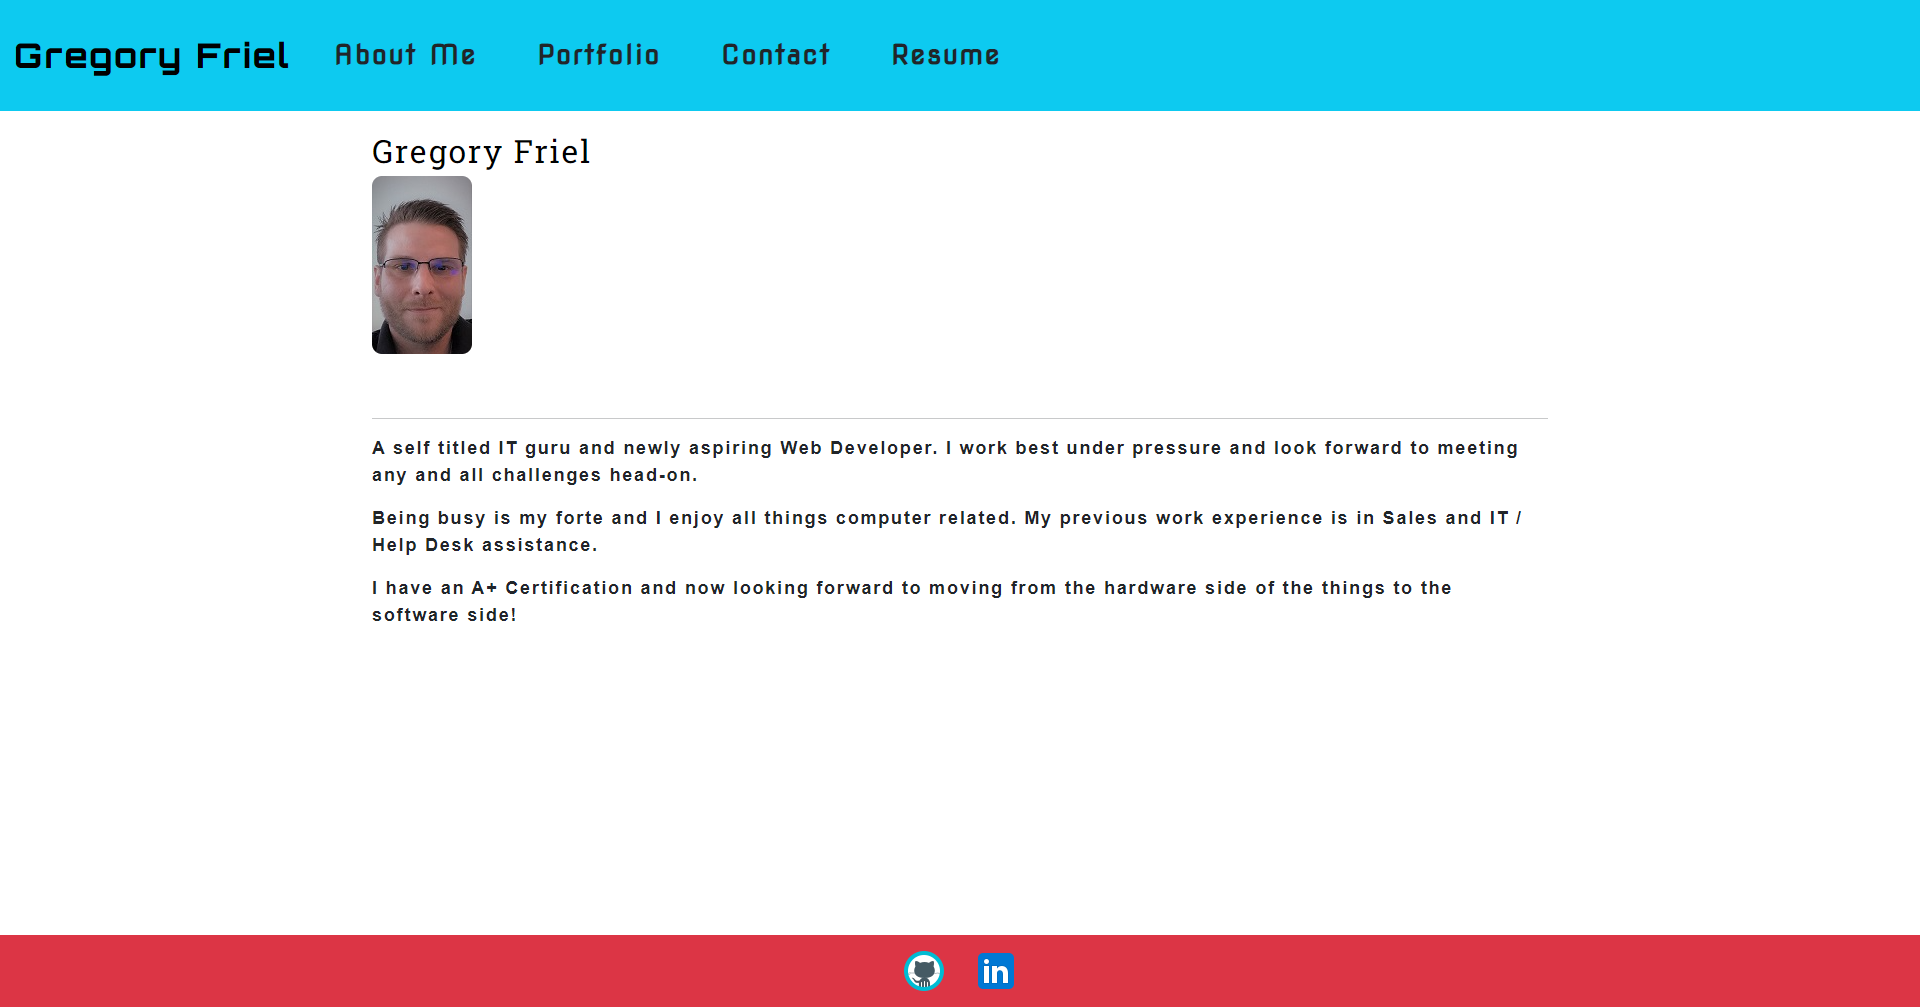 Gregory Friel About Me Portfolio Contact Resume
Gregory Friel
A self titled IT guru and newly aspiring Web Developer. I work best under pressure and look forward to meeting
any and all challenges head-on.
Being busy is my forte and I enjoy all things computer related. My previous work experience is in Sales and IT /
Help Desk assistance.
I have an A+ Certification and now looking forward to moving from the hardware side of the things to the
software side!
in